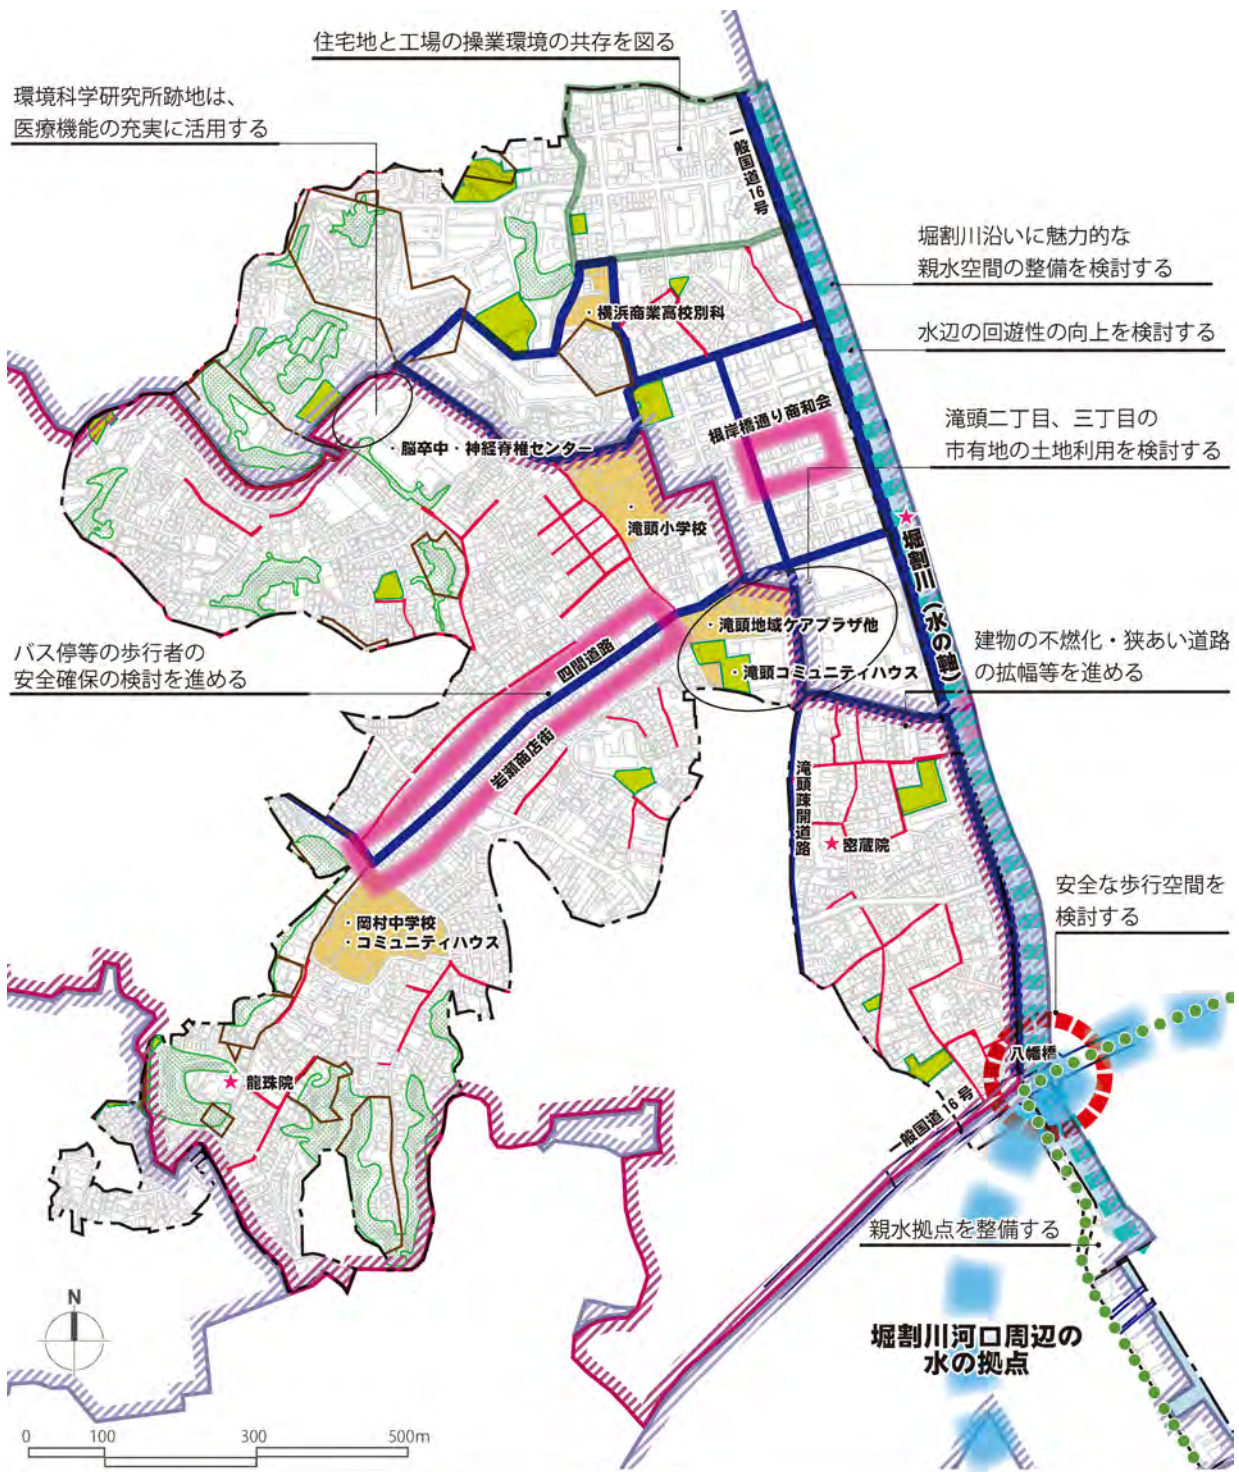 住宅地と工場の操業環境の共存を図る
環境科学研究所跡地は、
医療機能の充実に活用する
一般国道16号
堀割川沿いに魅力的な
親水空間の整備を検討する
・横浜商業高校別科
水辺の回遊性の向上を検討する
根岸橋通り商和会
滝頭二丁目、三丁目の
市有地の土地利用を検討する
・脳卒中・神経脊椎センター
・滝頭小学校
★堀割川（水の軸）
・滝頭地域ケアプラザ他
・滝頭コミュニティハウス
建物の不燃化・狭あい道路
の拡幅等を進める
バス停等の歩行者の
安全確保の検討を進める
四間道路
岩瀬商店街
滝頭疎開道路
★密蔵院
安全な歩行空間を
検討する
・岡村中学校
・コミュニティハウス
八幡橋
★龍珠院
一般国道16号
親水拠点を整備する
堀割川河口周辺の
水の拠点
N
0 100 300 500m